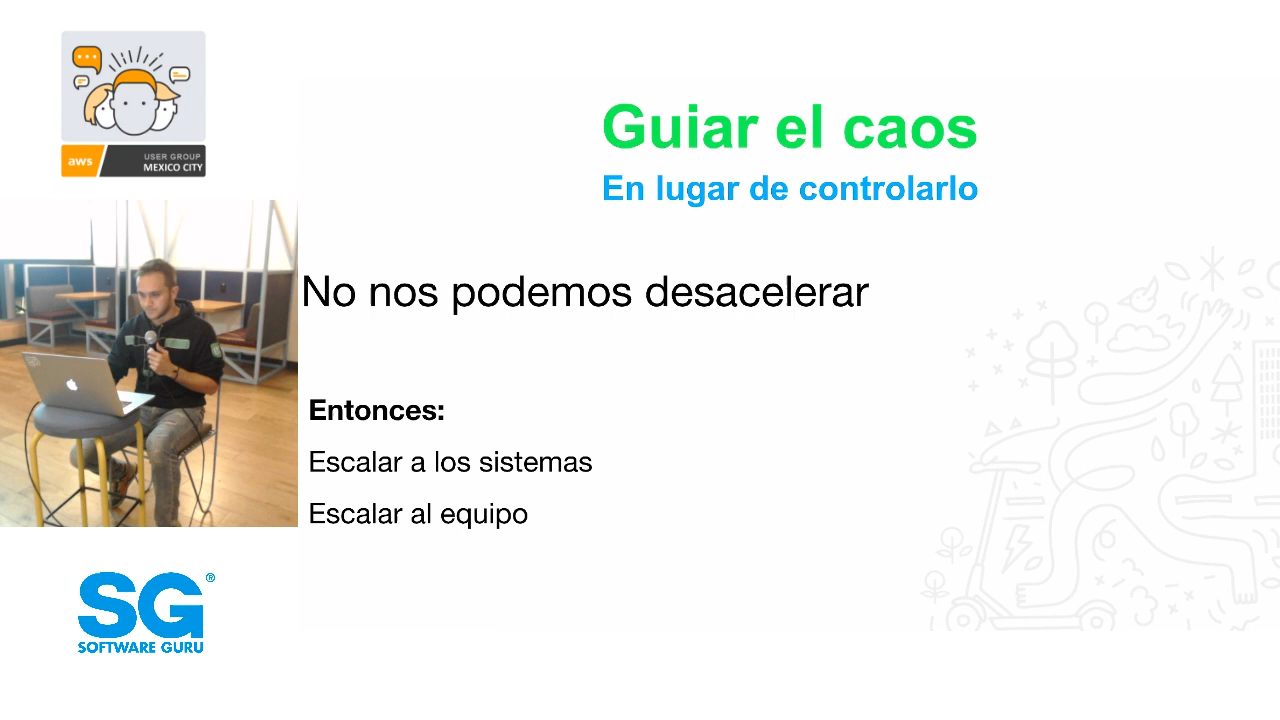 aws
USER GROUP
MEXICO CITY
Guiar el caos
En lugar de controlarlo
No nos podemos desacelerar
Entonces:
Escalar a los sistemas
Escalar al equipo
SG®
SOFTWARE GURU